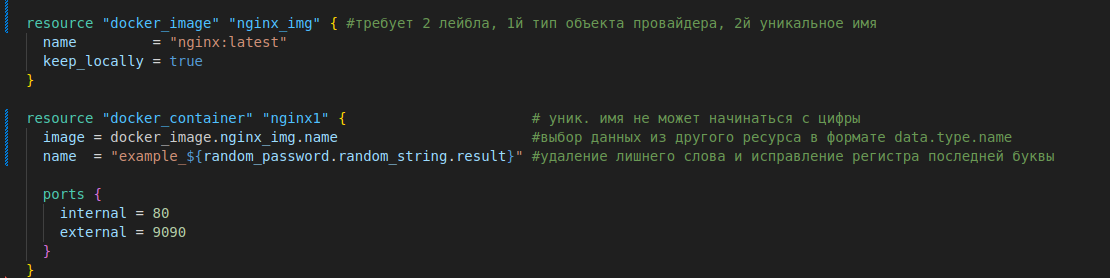 resource "docker_image" "nginx_img" { #требует 2 лейбла, 1й тип объекта провайдера, 2й уникальное имя
  name         = "nginx:latest"
  keep_locally = true
}

resource "docker_container" "nginx1" {                      # уник. имя не может начинаться с цифры
  image = docker_image.nginx_img.name                       #выбор данных из другого ресурса в формате data.type.name
  name  = "example_${random_password.random_string.result}" #удаление лишнего слова и исправление регистра последней буквы

  ports {
    internal = 80
    external = 9090
  }
}